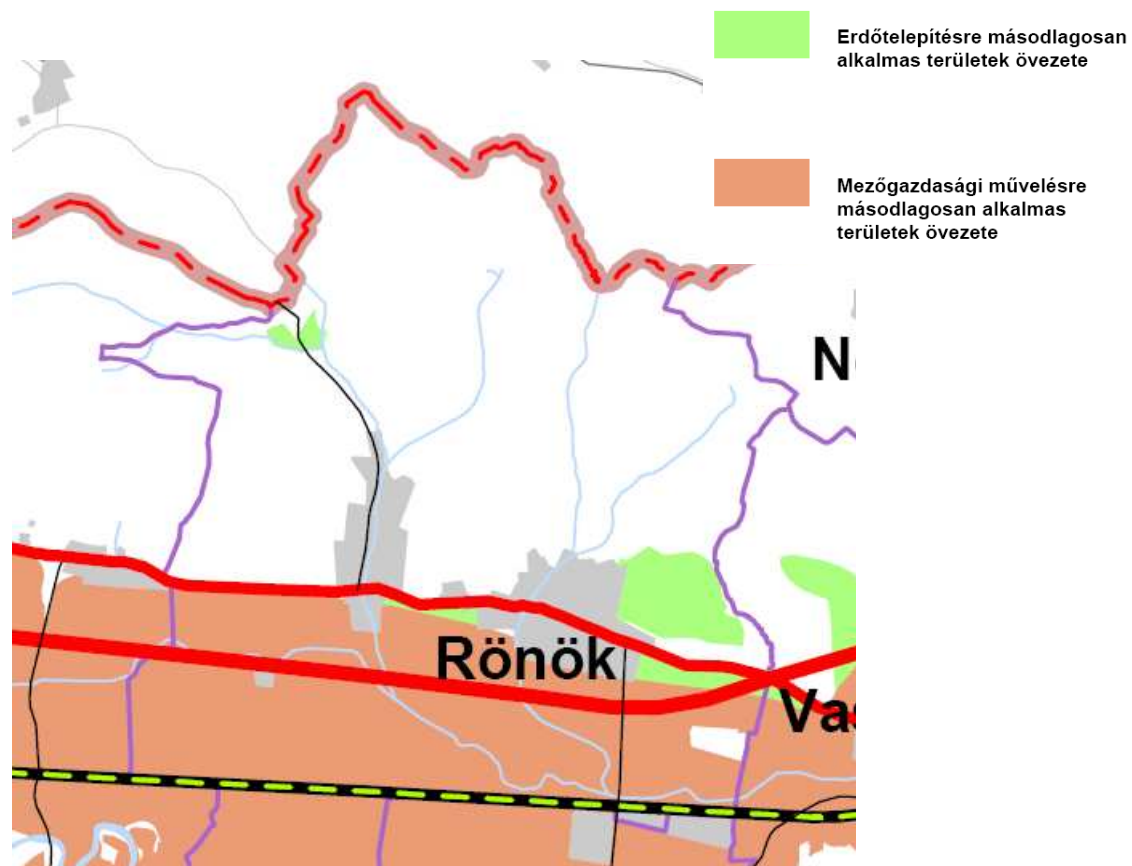 Erdőtelepítésre másodlagosan
alkalmas területek övezete
Mezőgazdasági művelésre
másodlagosan alkalmas
területek övezete
Rönök